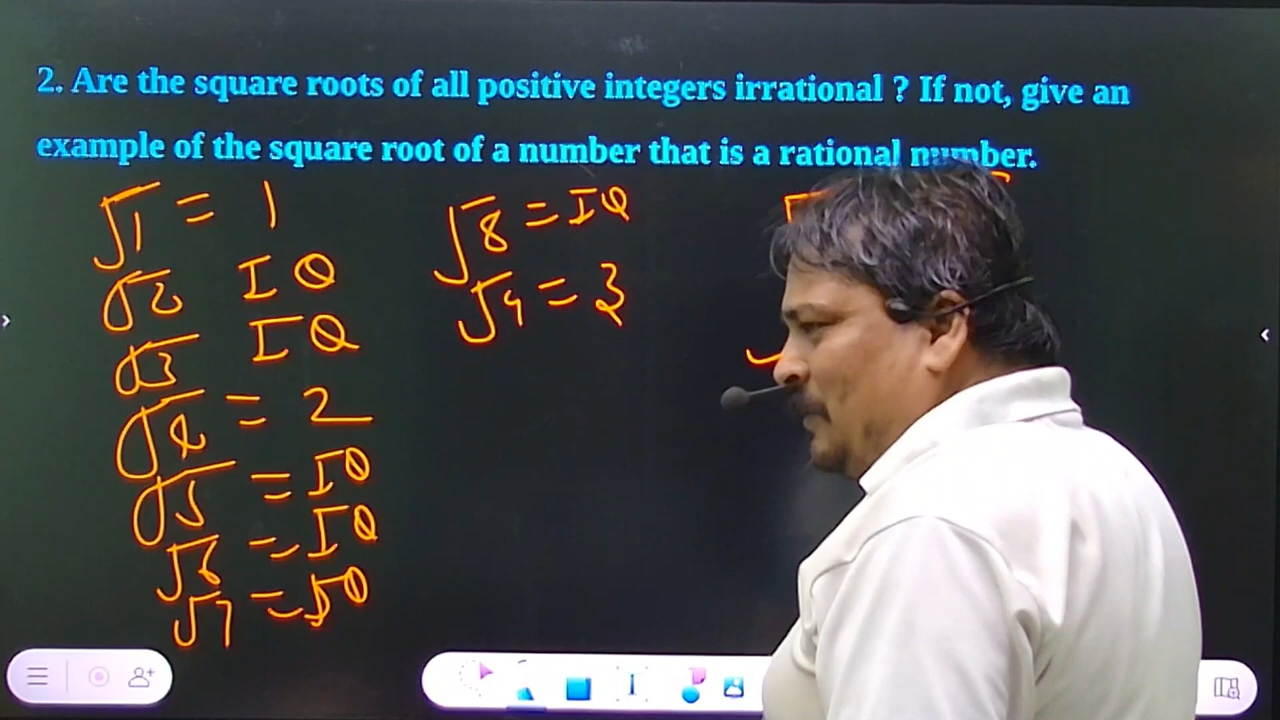 2. Are the square roots of all positive integers irrational ? If not, give an
example of the square root of a number that is a rational number.
√1 = 1
√2 IQ
√3 IQ
√4 = 2
√5 = IQ
√6 = IQ
√7 = IQ
√8 = IQ
√9 = 3